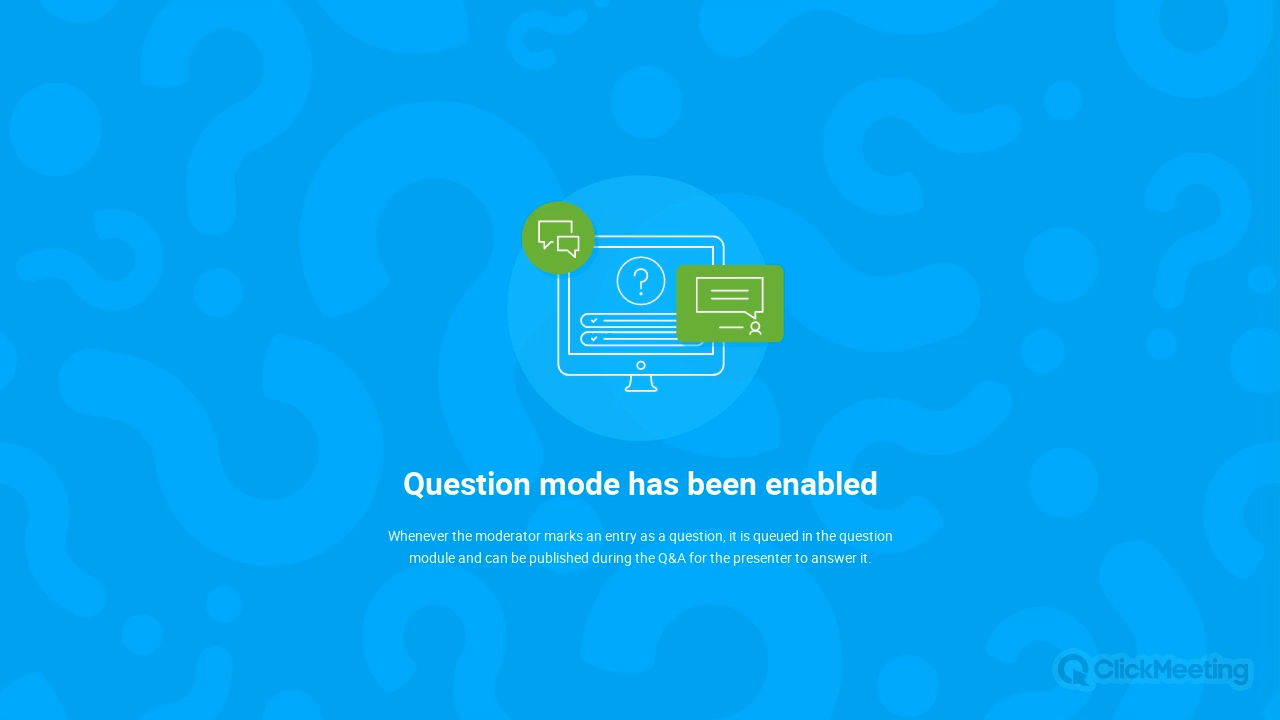 Question mode has been enabled
Whenever the moderator marks an entry as a question, it is queued in the question
module and can be published during the Q&A for the presenter to answer it.
ClickMeeting